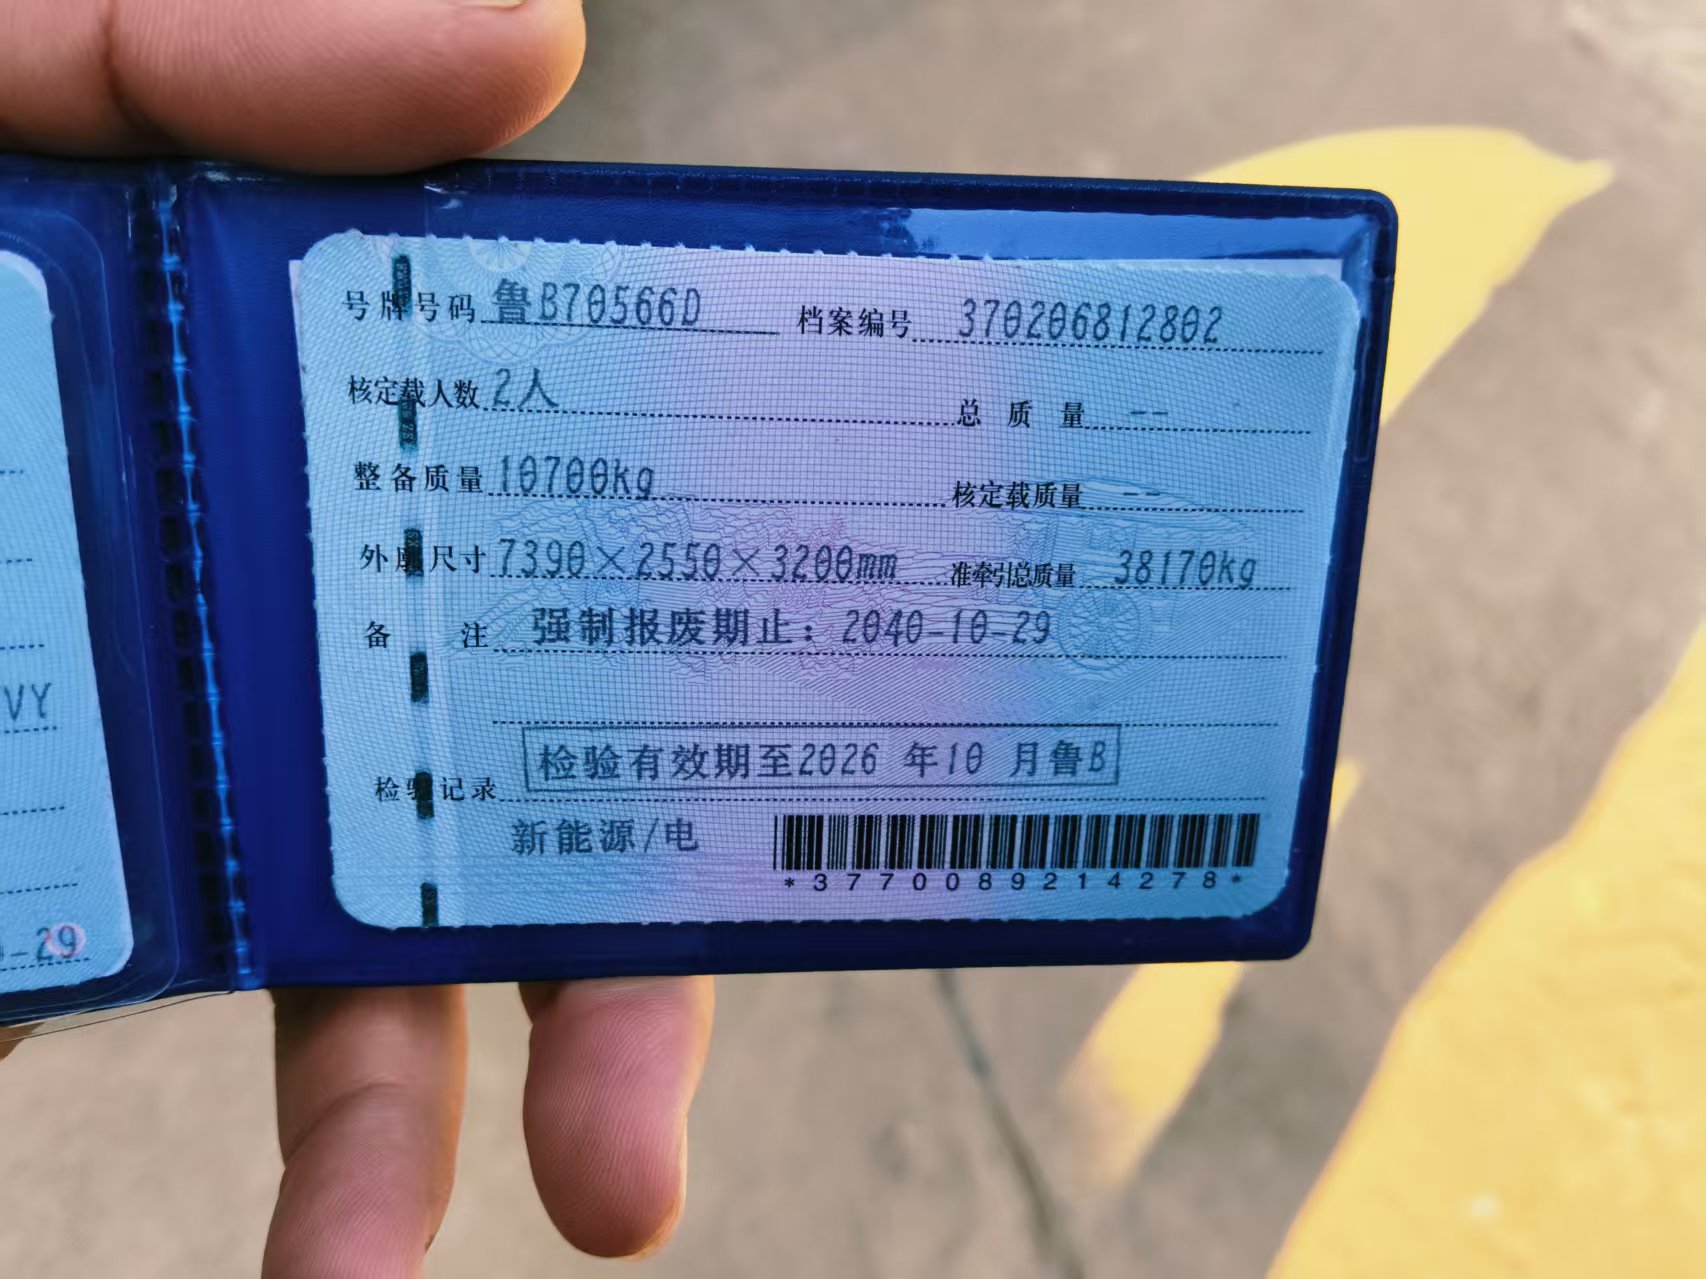 号牌号码 鲁B70566D 档案编号 370206812802
核定载人数 2人 总质量 --
整备质量 10700kg 核定载质量 --
外廓尺寸 7390×2550×3200mm 准牵引总质量 38170kg
备注 强制报废期止：2040-10-29
检验记录 检验有效期至2026 年10 月鲁B
新能源/电
*3770089214278*
VY
-29